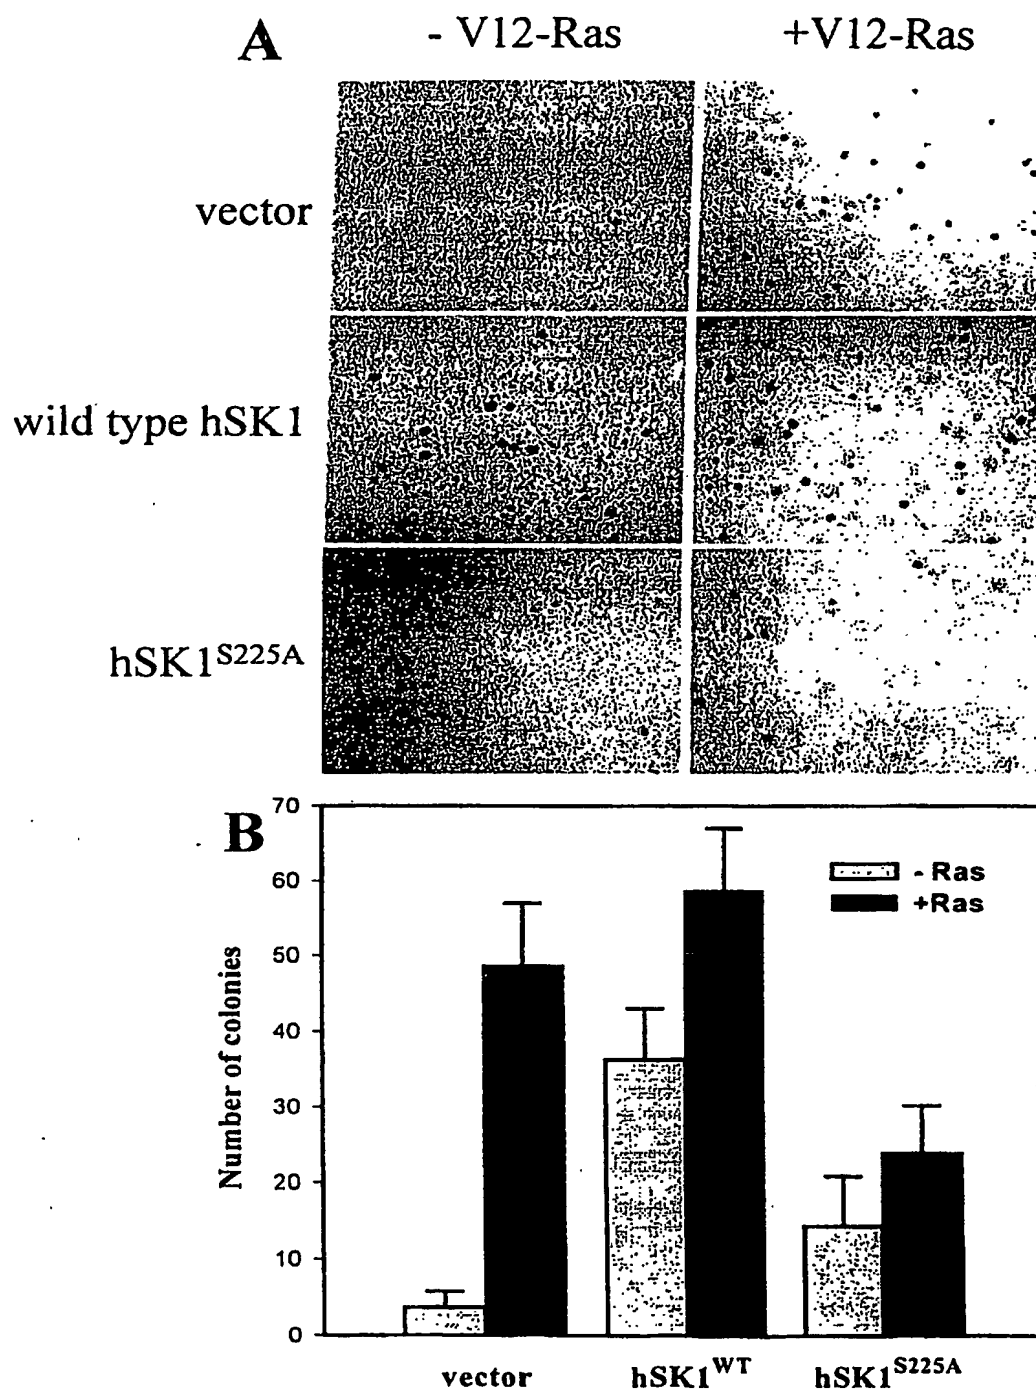 A
- V12-Ras
+V12-Ras
vector
wild type hSK1
hSK1S225A
B
70
60
50
40
30
20
10
0
Number of colonies
- Ras
+Ras
vector
hSK1WT
hSK1S225A